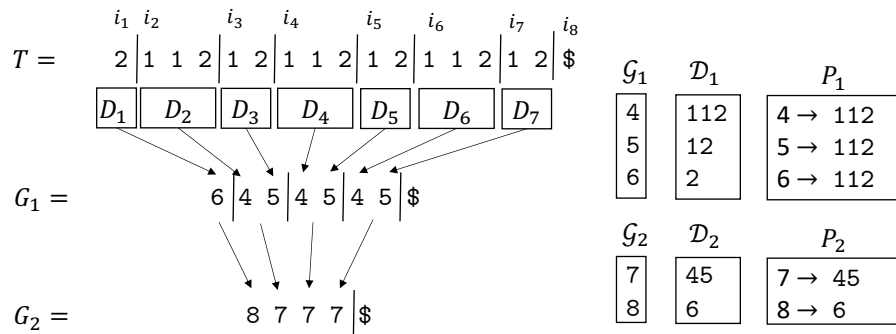 i₁ i₂ i₃ i₄ i₅ i₆ i₇ i₈
T = 2|1 1 2|1 2|1 1 2|1 2|1 1 2|1 2|$
D₁ D₂ D₃ D₄ D₅ D₆ D₇
G₁ = 6|4 5|4 5|4 5|$
G₂ = 8 7 7 7|$
𝒢₁ 𝒟₁ P₁
4 112 4 → 112
5 12 5 → 112
6 2 6 → 112
𝒢₂ 𝒟₂ P₂
7 45 7 → 45
8 6 8 → 6